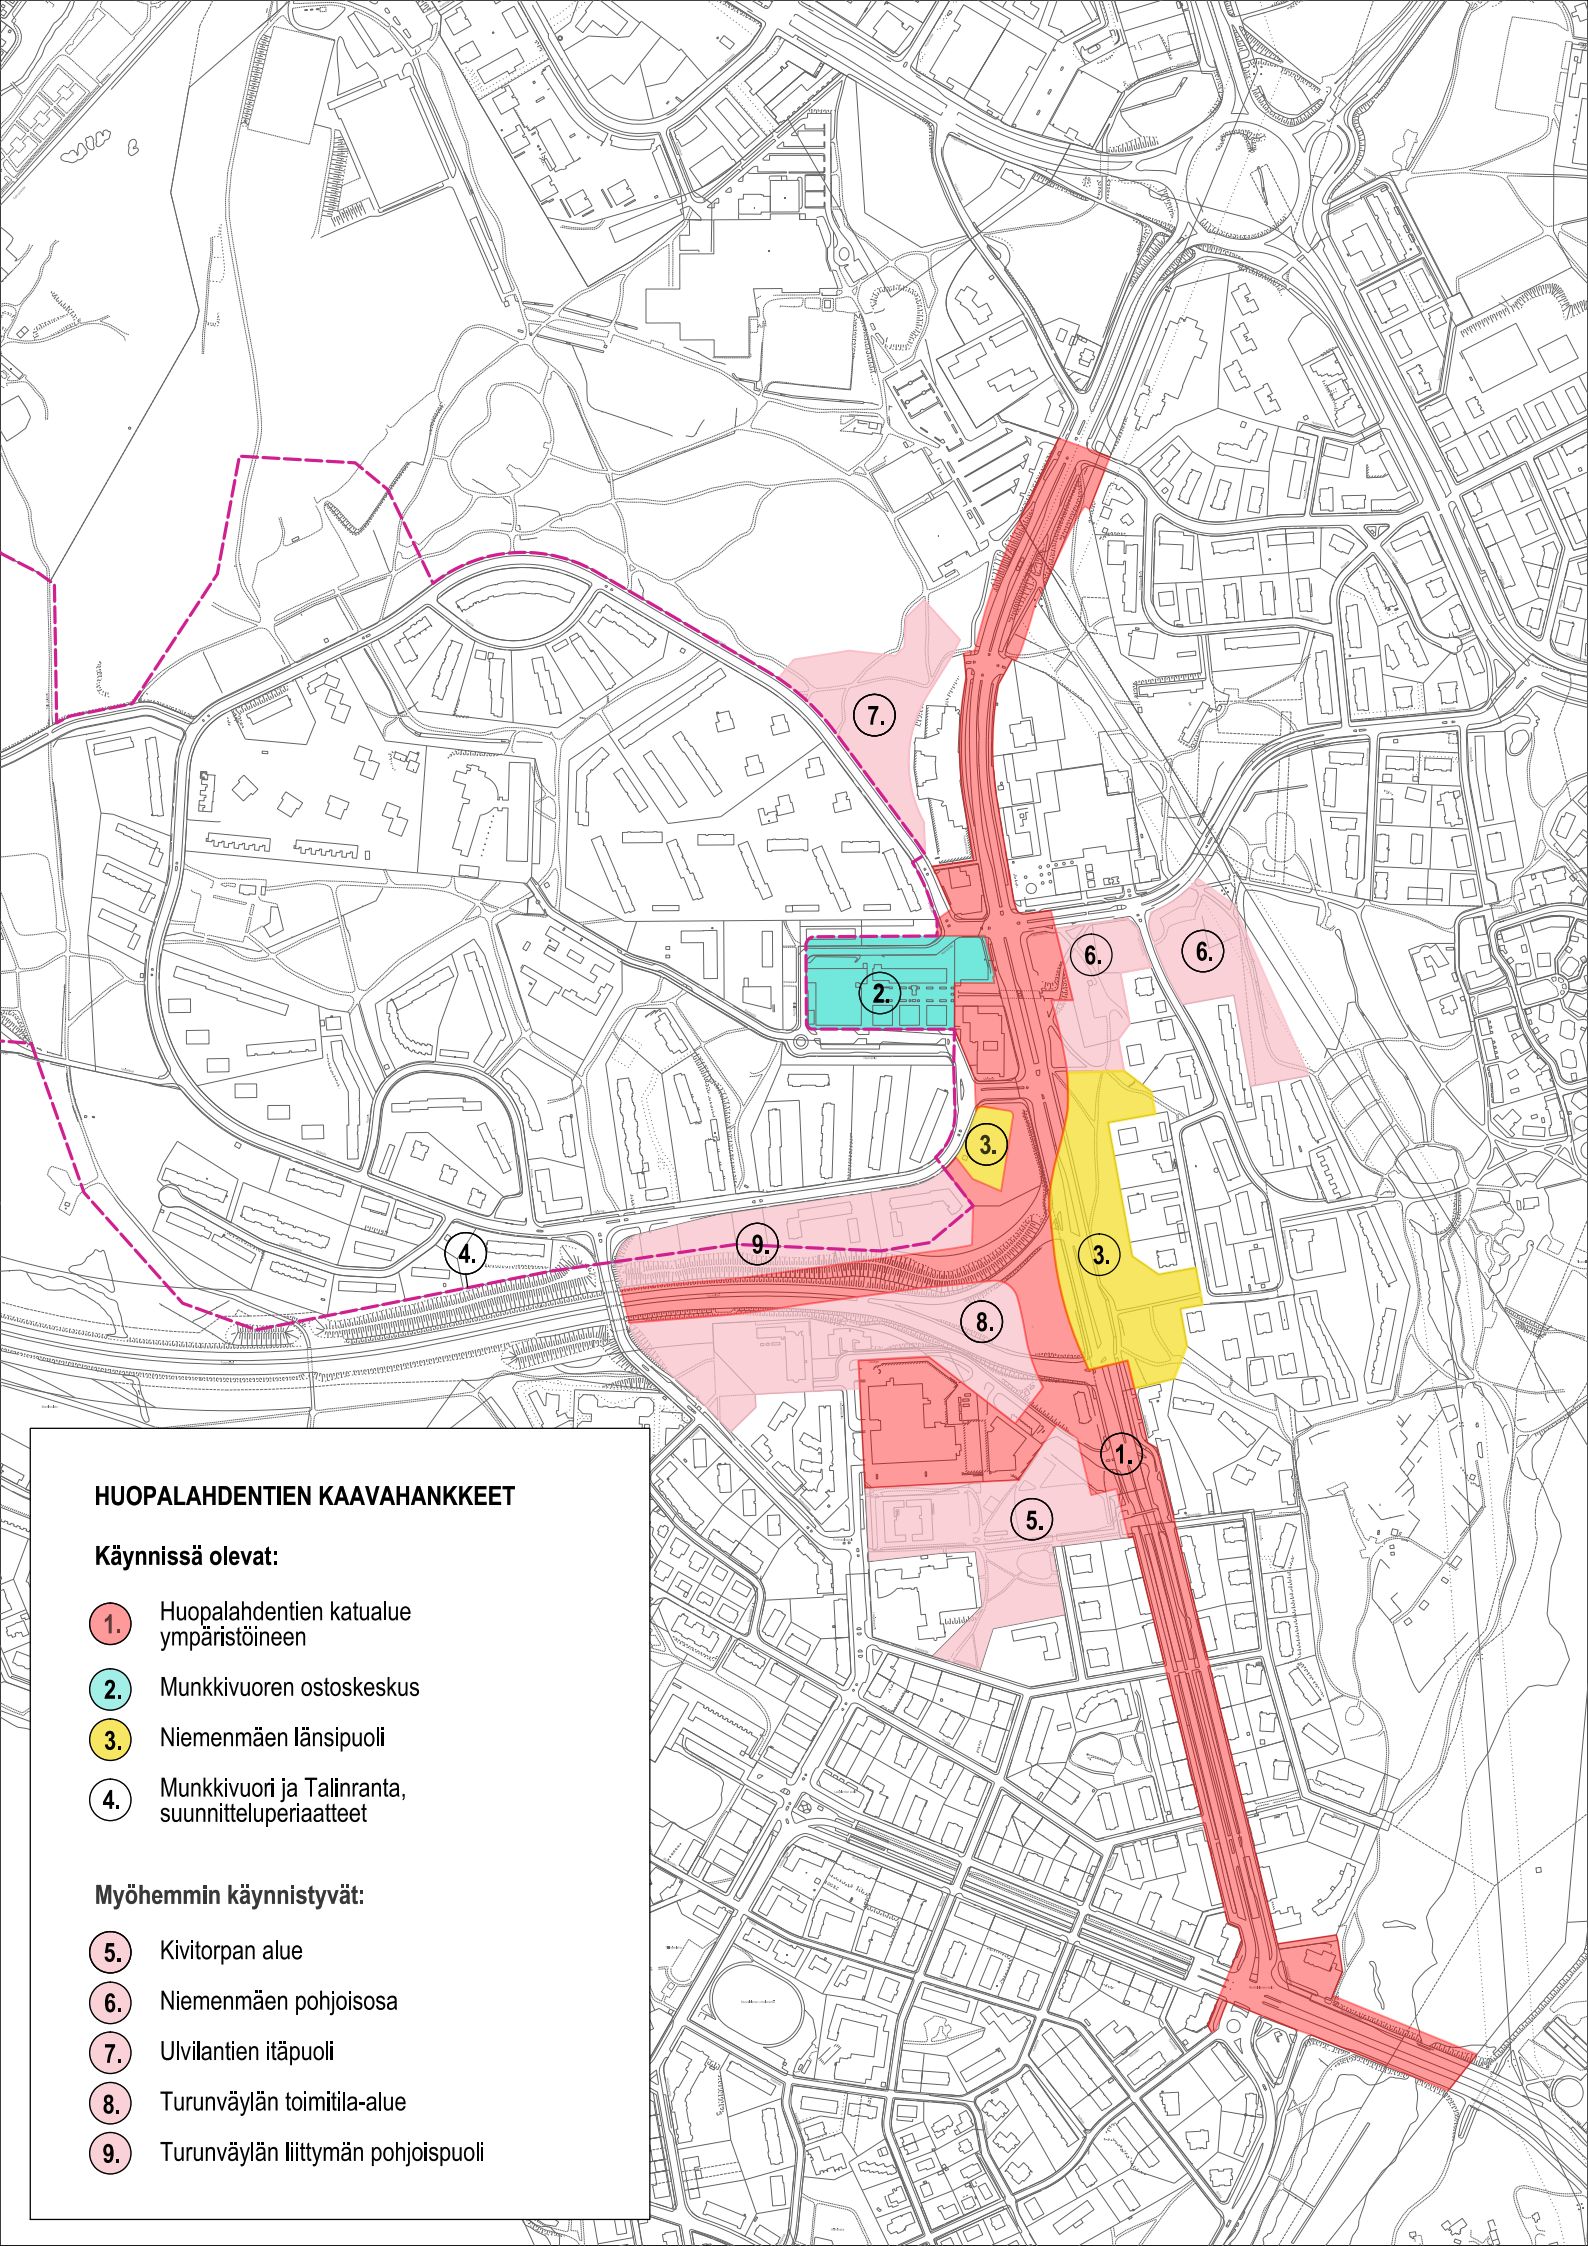 7.
6.
6.
2.
3.
4.
9.
3.
8.
1.
5.
HUOPALAHDENTIEN KAAVAHANKKEET
Käynnissä olevat:
1. Huopalahdentien katualue
ympäristöineen
2. Munkkivuoren ostoskeskus
3. Niemenmäen länsipuoli
4. Munkkivuori ja Talinranta,
suunnitteluperiaatteet
Myöhemmin käynnistyvät:
5. Kivitorpan alue
6. Niemenmäen pohjoisosa
7. Ulvilantien itäpuoli
8. Turunväylän toimitila-alue
9. Turunväylän liittymän pohjoispuoli